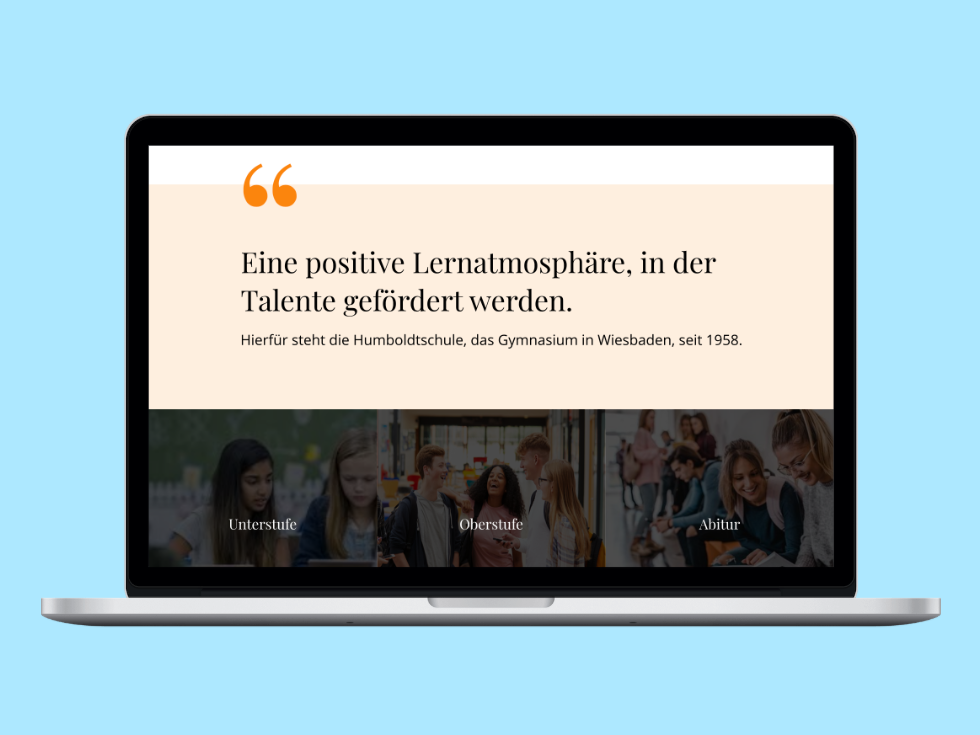 “
Eine positive Lernatmosphäre, in der
Talente gefördert werden.
Hierfür steht die Humboldtschule, das Gymnasium in Wiesbaden, seit 1958.
Unterstufe
Oberstufe
Abitur